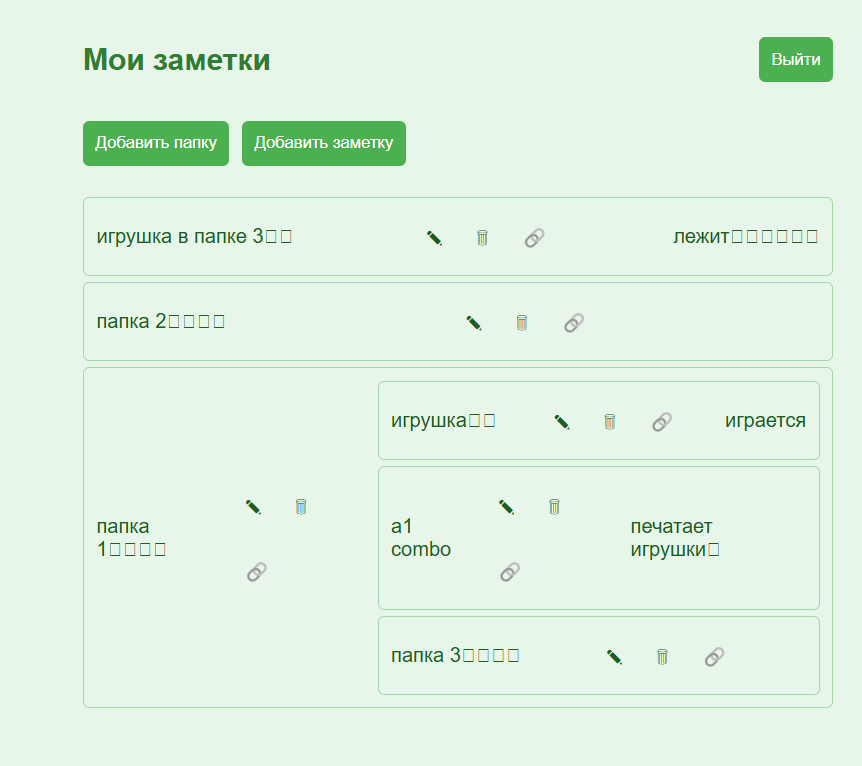 Мои заметки
Выйти
Добавить папку
Добавить заметку
игрушка в папке 3□□
лежит□□□□□□
папка 2□□□□
папка
1□□□□
игрушка□□
играется
a1
combo
печатает
игрушки□
папка 3□□□□